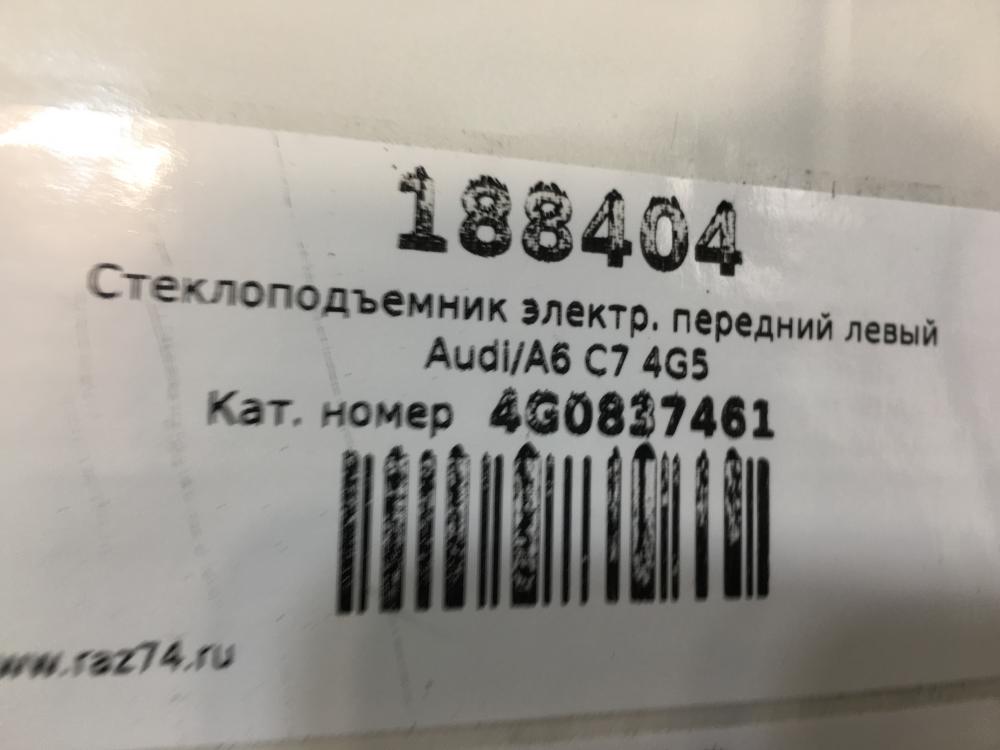 188404
Стеклоподъемник электр. передний левый
Audi/A6 C7 4G5
Кат. номер 4G0837461
www.raz74.ru